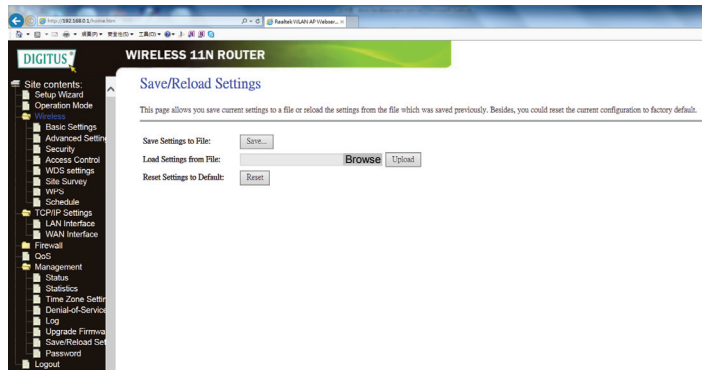 http://192.168.0.1/home.htm
Realtek WLAN AP Webser...
DIGITUS
WIRELESS 11N ROUTER
Site contents:
Setup Wizard
Operation Mode
Wireless
Basic Settings
Advanced Settin
Security
Access Control
WDS settings
Site Survey
WPS
Schedule
TCP/IP Settings
LAN Interface
WAN Interface
Firewall
QoS
Management
Status
Statistics
Time Zone Settin
Denial-of-Service
Log
Upgrade Firmwa
Save/Reload Set
Password
Logout
Save/Reload Settings
This page allows you save current settings to a file or reload the settings from the file which was saved previously. Besides, you could reset the current configuration to factory default.
Save Settings to File: Save...
Load Settings from File: Browse Upload
Reset Settings to Default: Reset